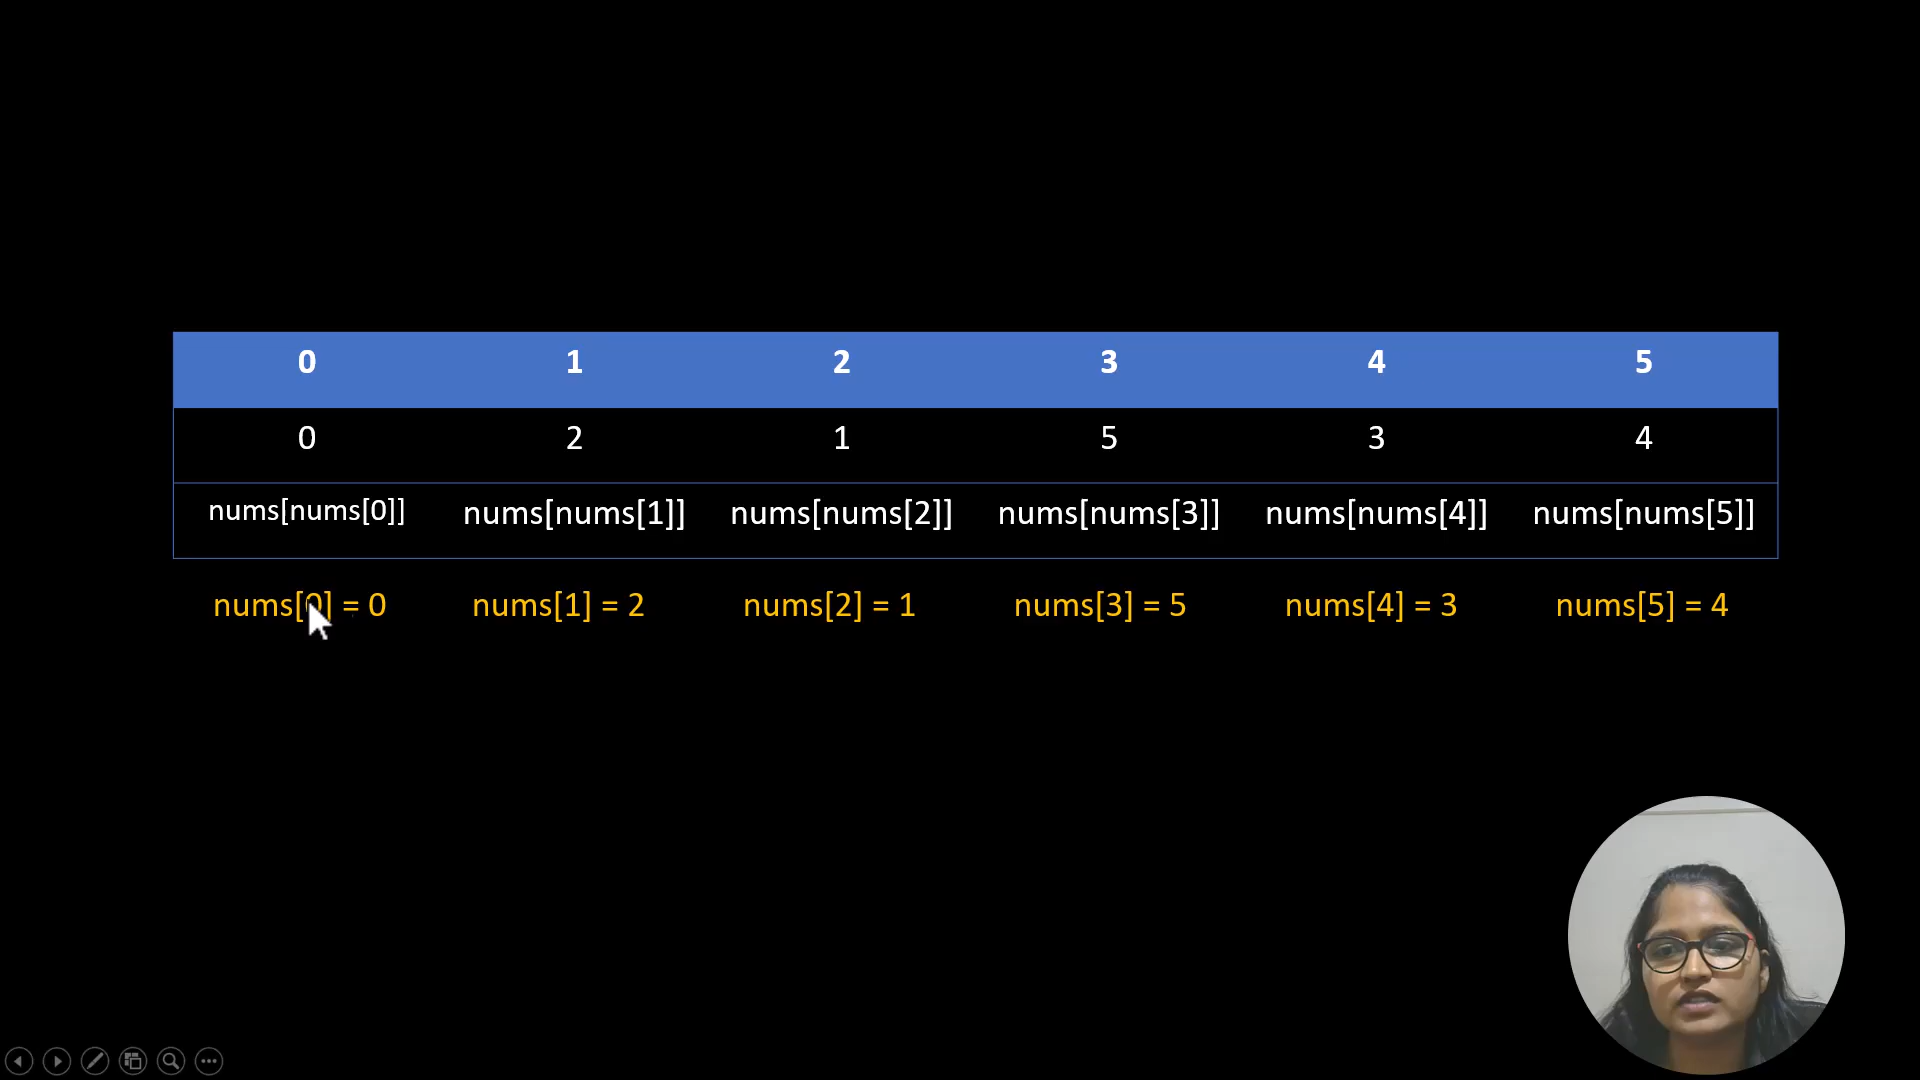 0 1 2 3 4 5
0 2 1 5 3 4
nums[nums[0]] nums[nums[1]] nums[nums[2]] nums[nums[3]] nums[nums[4]] nums[nums[5]]
nums[0] = 0 nums[1] = 2 nums[2] = 1 nums[3] = 5 nums[4] = 3 nums[5] = 4